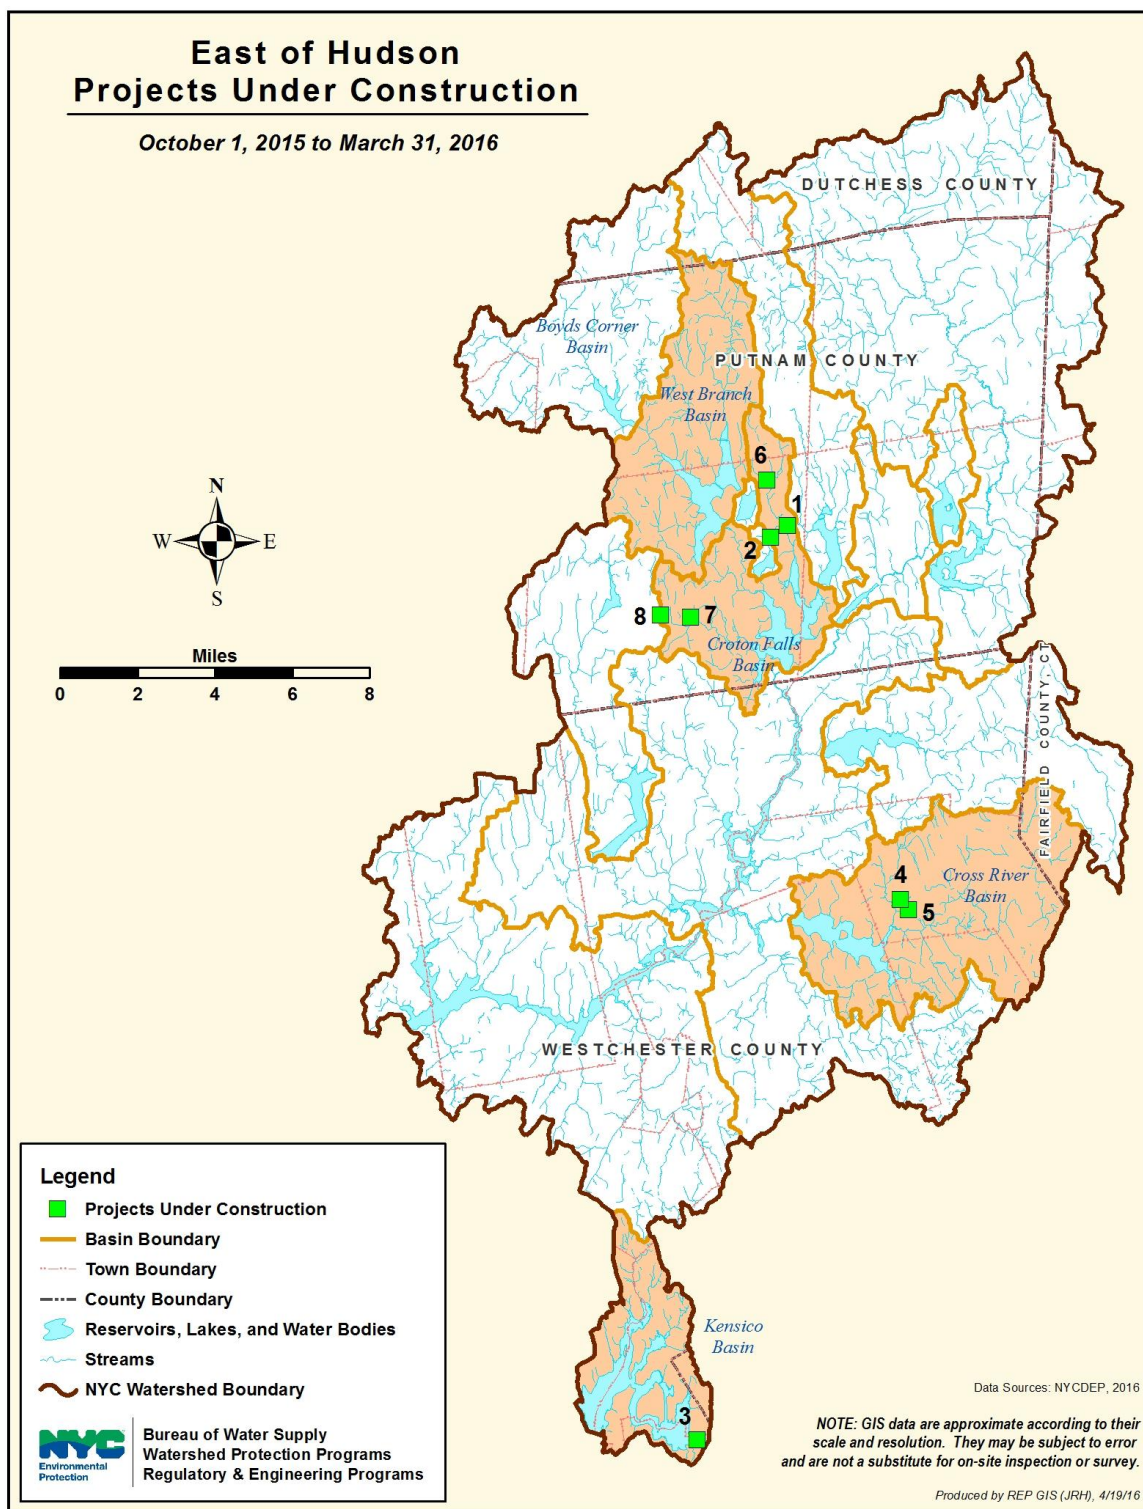 East of Hudson
Projects Under Construction
October 1, 2015 to March 31, 2016
DUTCHESS COUNTY
Boyds Corner
Basin
PUTNAM COUNTY
West Branch
Basin
6
1
2
N
W
E
S
8
7
Croton Falls
Basin
Miles
0 2 4 6 8
FAIRFIELD COUNTY, CT
4
5
Cross River
Basin
WESTCHESTER COUNTY
Kensico
Basin
3
Legend
Projects Under Construction
Basin Boundary
Town Boundary
County Boundary
Reservoirs, Lakes, and Water Bodies
Streams
NYC Watershed Boundary
NYC
Environmental
Protection
Bureau of Water Supply
Watershed Protection Programs
Regulatory & Engineering Programs
Data Sources: NYCDEP, 2016
NOTE: GIS data are approximate according to their
scale and resolution. They may be subject to error
and are not a substitute for on-site inspection or survey.
Produced by REP GIS (JRH), 4/19/16